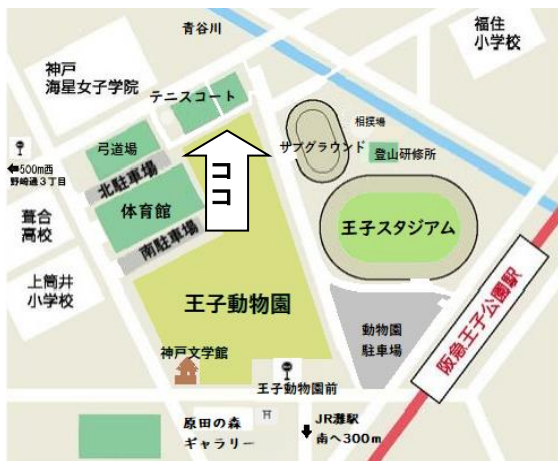 青谷川
福住
小学校
神戸
海星女子学院
テニスコート
相撲場
サブグラウンド
登山研修所
弓道場
←500m西
野崎通3丁目
北駐車場
ココ
葺合
高校
体育館
王子スタジアム
南駐車場
上筒井
小学校
王子動物園
阪急王子公園駅
動物園
駐車場
神戸文学館
王子動物園前
原田の森
ギャラリー
JR灘駅
南へ300m